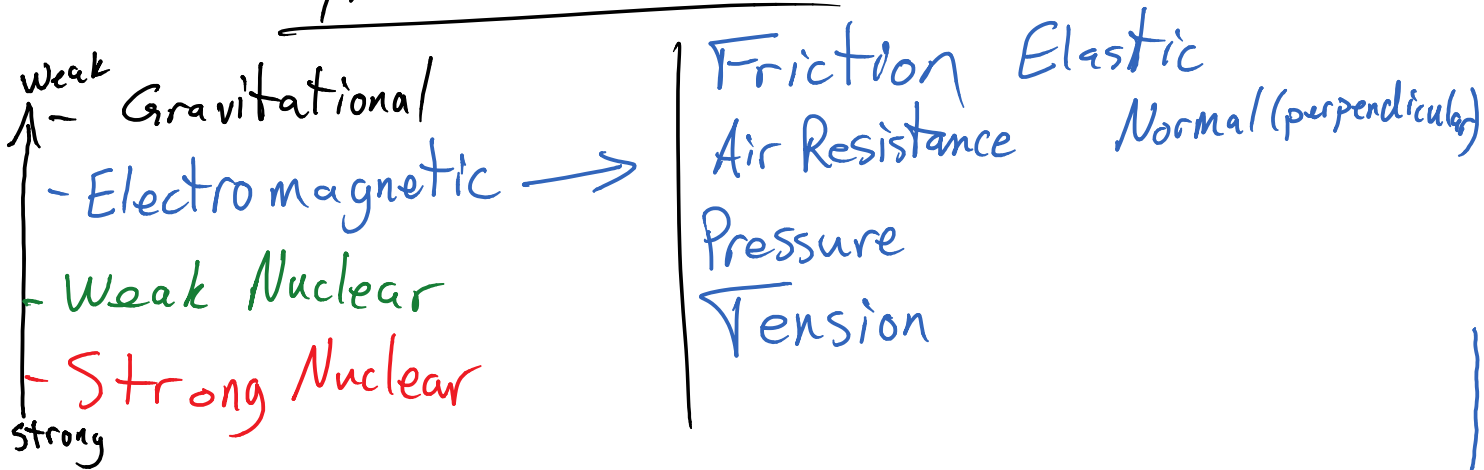 weak
- Gravitational
- Electromagnetic →
- Weak Nuclear
- Strong Nuclear
strong
Friction Elastic
Air Resistance Normal (perpendicular)
Pressure
Tension